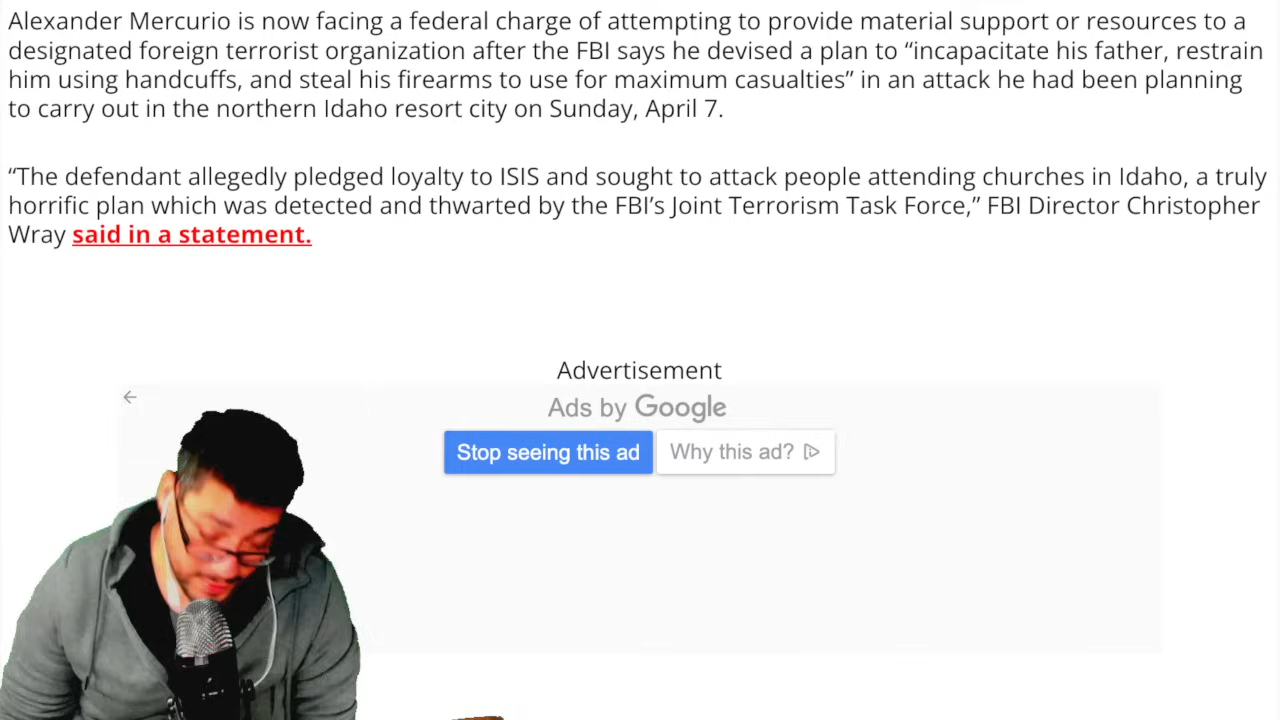 Alexander Mercurio is now facing a federal charge of attempting to provide material support or resources to a
designated foreign terrorist organization after the FBI says he devised a plan to “incapacitate his father, restrain
him using handcuffs, and steal his firearms to use for maximum casualties” in an attack he had been planning
to carry out in the northern Idaho resort city on Sunday, April 7.
“The defendant allegedly pledged loyalty to ISIS and sought to attack people attending churches in Idaho, a truly
horrific plan which was detected and thwarted by the FBI’s Joint Terrorism Task Force,” FBI Director Christopher
Wray said in a statement.
Advertisement
Ads by Google
Stop seeing this ad Why this ad?